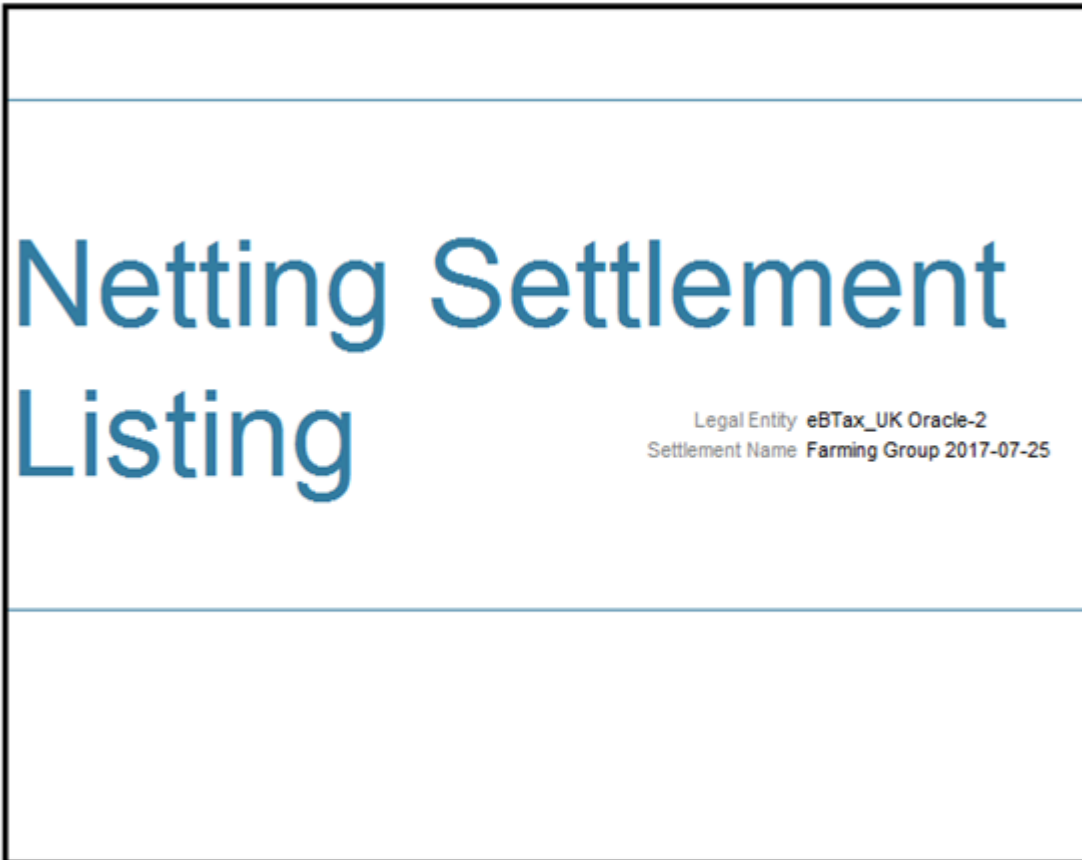 Netting Settlement
Listing
Legal Entity eBTax_UK Oracle-2
Settlement Name Farming Group 2017-07-25